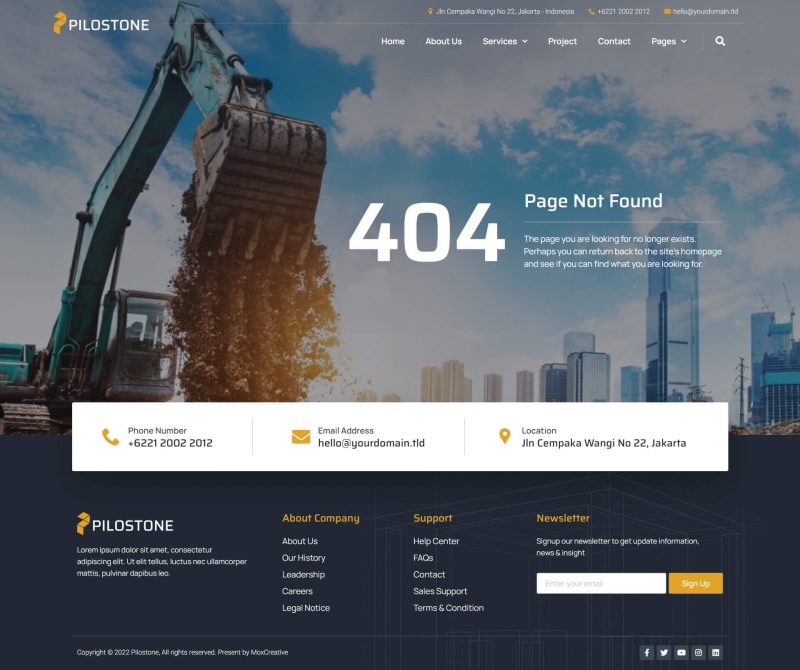 PILOSTONE
Jln Cempaka Wangi No 22, Jakarta - Indonesia
+6221 2002 2012
hello@yourdomain.tld
Home
About Us
Services
Project
Contact
Pages
404
Page Not Found
The page you are looking for no longer exists.
Perhaps you can return back to the site's homepage
and see if you can find what you are looking for.
Phone Number
+6221 2002 2012
Email Address
hello@yourdomain.tld
Location
Jln Cempaka Wangi No 22, Jakarta
PILOSTONE
Lorem ipsum dolor sit amet, consectetur
adipiscing elit. Ut elit tellus, luctus nec ullamcorper
mattis, pulvinar dapibus leo.
About Company
About Us
Our History
Leadership
Careers
Legal Notice
Support
Help Center
FAQs
Contact
Sales Support
Terms & Condition
Newsletter
Signup our newsletter to get update information,
news & insight
Enter your email
Sign Up
Copyright © 2022 Pilostone, All rights reserved. Present by MoxCreative